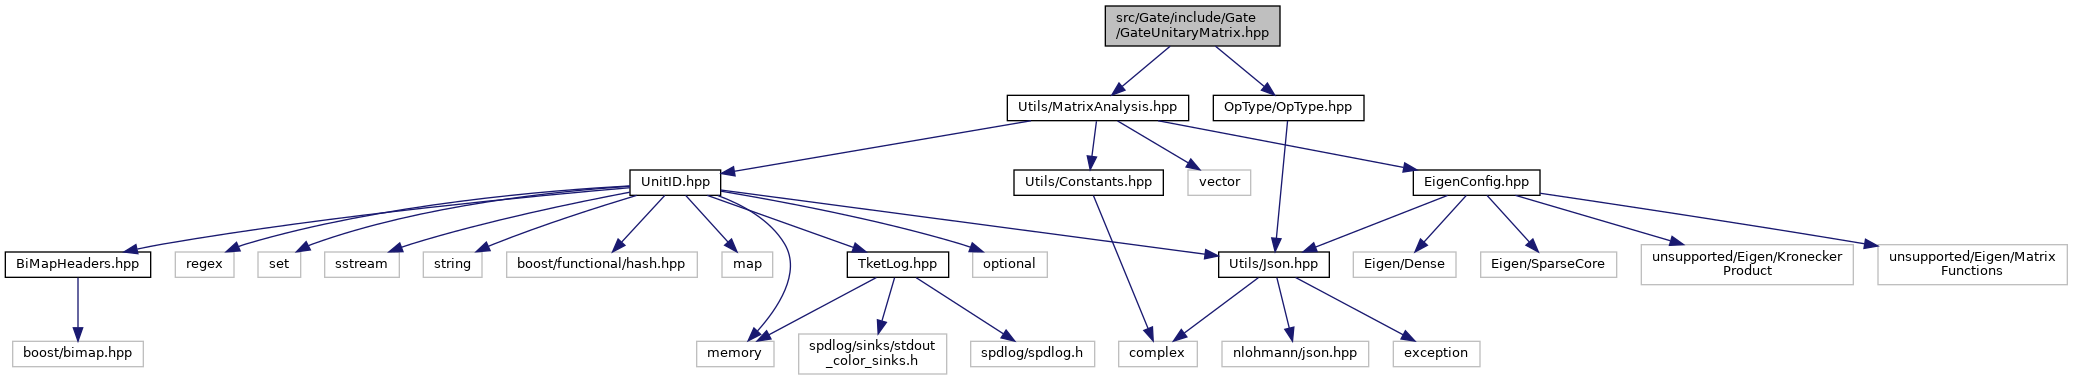 src/Gate/include/Gate
/GateUnitaryMatrix.hpp
Utils/MatrixAnalysis.hpp
OpType/OpType.hpp
UnitID.hpp
Utils/Constants.hpp
vector
EigenConfig.hpp
BiMapHeaders.hpp
regex
set
sstream
string
boost/functional/hash.hpp
map
TketLog.hpp
optional
Utils/Json.hpp
Eigen/Dense
Eigen/SparseCore
unsupported/Eigen/Kronecker
Product
unsupported/Eigen/Matrix
Functions
boost/bimap.hpp
memory
spdlog/sinks/stdout
_color_sinks.h
spdlog/spdlog.h
complex
nlohmann/json.hpp
exception